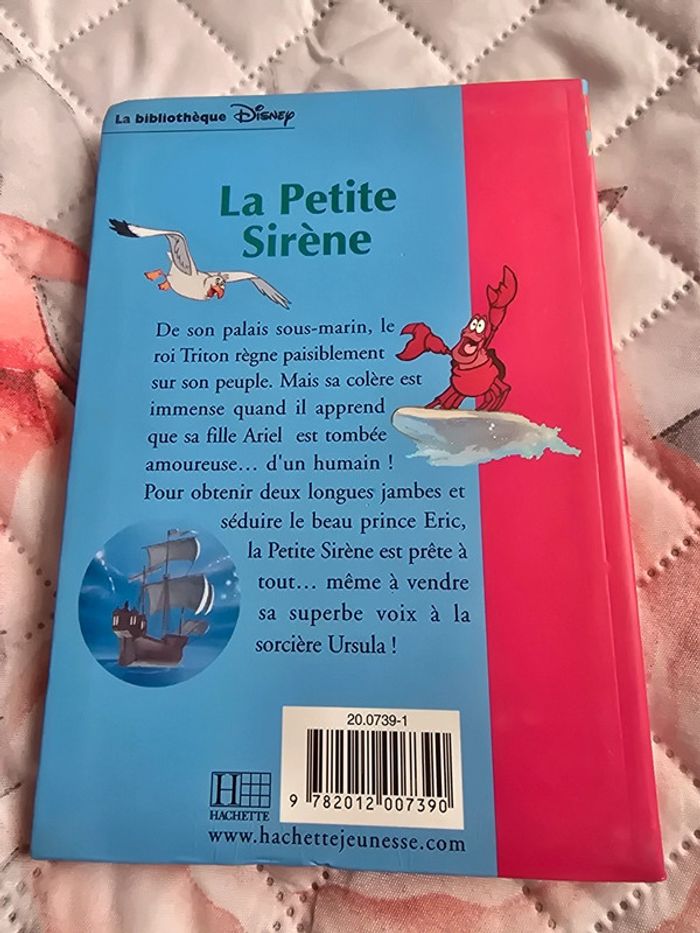 La bibliothèque Disney
La Petite
Sirène
De son palais sous-marin, le
roi Triton règne paisiblement
sur son peuple. Mais sa colère est
immense quand il apprend
que sa fille Ariel est tombée
amoureuse... d'un humain !
Pour obtenir deux longues jambes et
séduire le beau prince Eric,
la Petite Sirène est prête à
tout... même à vendre
sa superbe voix à la
sorcière Ursula !
20.0739-1
9 782012 007390
H
HACHETTE
www.hachettejeunesse.com